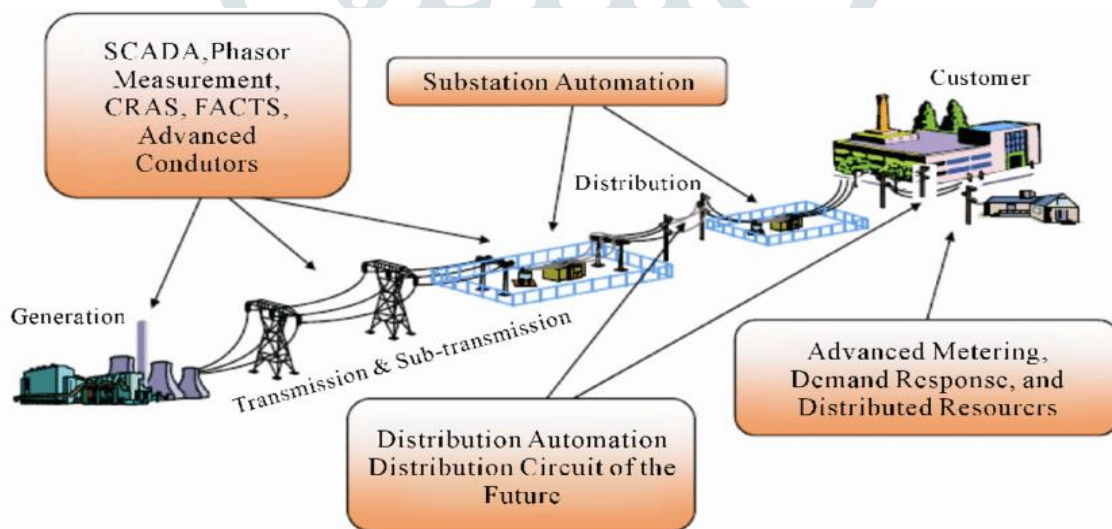 SCADA,Phasor
Measurement,
CRAS, FACTS,
Advanced
Condutors
Substation Automation
Customer
Distribution
Generation
Transmission & Sub-transmission
Advanced Metering,
Demand Response, and
Distributed Resourers
Distribution Automation
Distribution Circuit of the
Future